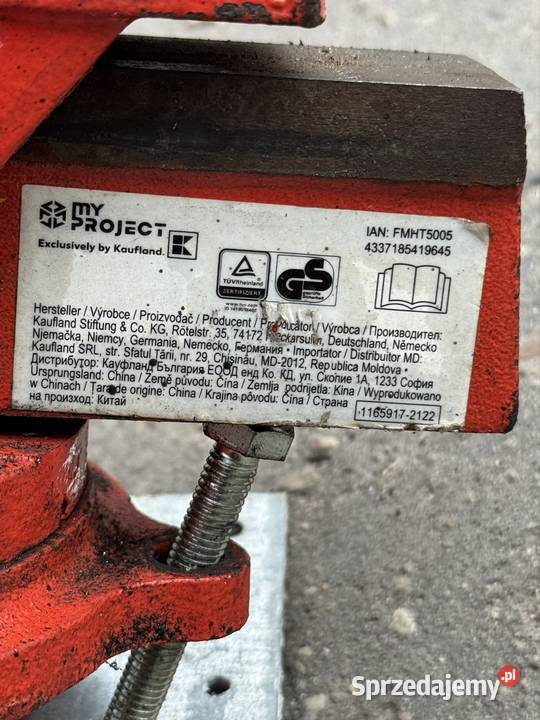 MY
PROJECT
Exclusively by Kaufland.
IAN: FMHT5005
4337185419645
TÜVRheinland
ZERTIFIZIERT
GS
Hersteller / Výrobce / Proizvođač / Producent / Producător / Výrobca / Производител:
Kaufland Stiftung & Co. KG, Rötelstr. 35, 74172 Neckarsulm, Deutschland, Německo
Njemačka, Niemcy, Germania, Nemecko, Германия • Importator / Distribuitor MD:
Kaufland SRL, str. Sfatul Țării, nr. 29, Chișinău, MD-2012, Republica Moldova •
Дистрибутор: Кауфланд България ЕООД енд Ко. КД, ул. Скопие 1А, 1233 София
Ursprungsland: China / Země původu: Čína / Zemlja podrijetla: Kina / Wyprodukowano
w Chinach / Țara de origine: China / Krajina pôvodu: Čína / Страна
на произход: Китай
1165917-2122
Sprzedajemy.pl